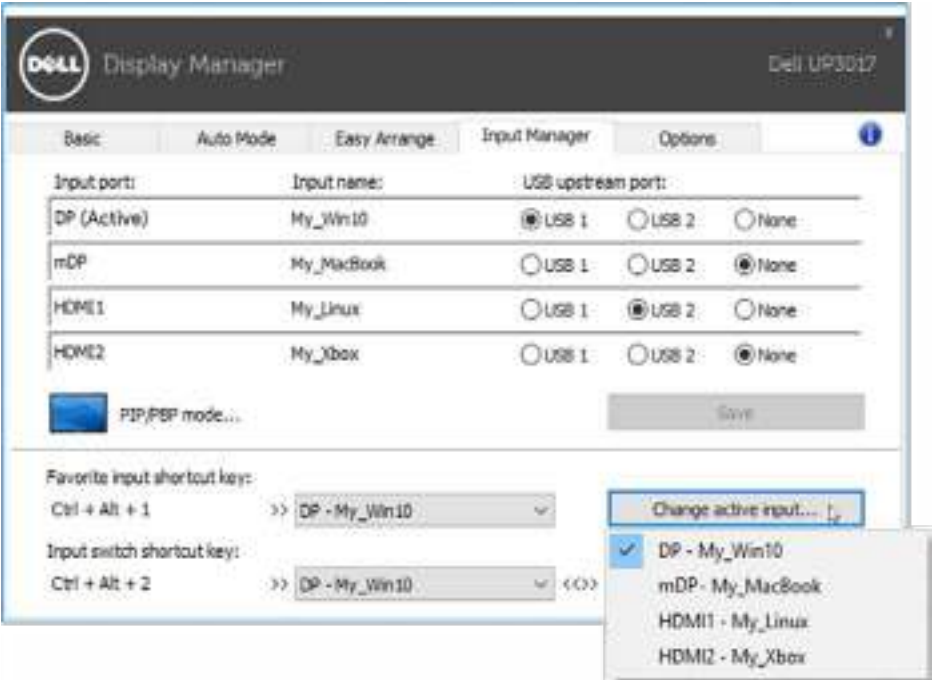 DELL Display Manager
Dell UP3017
Basic Auto Mode Easy Arrange Input Manager Options
Input port: Input name: USB upstream port:
DP (Active) My_Win10 USB 1 USB 2 None
mDP My_MacBook USB 1 USB 2 None
HDMI1 My_Linux USB 1 USB 2 None
HDMI2 My_Xbox USB 1 USB 2 None
PIP/PBP mode... Save
Favorite input shortcut key:
Ctrl + Alt + 1 >> DP - My_Win10 Change active input...
Input switch shortcut key:
Ctrl + Alt + 2 >> DP - My_Win10 <<>>
DP - My_Win10
mDP- My_MacBook
HDMI1 - My_Linux
HDMI2 - My_Xbox